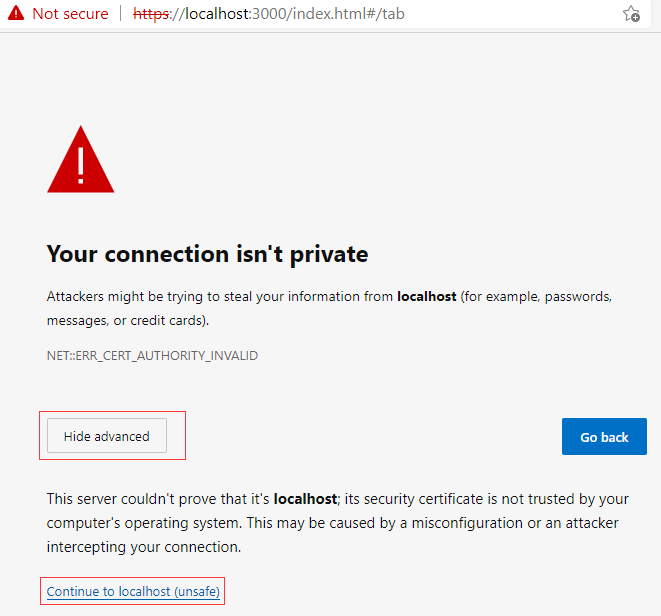 Not secure | https://localhost:3000/index.html#/tab
!
Your connection isn't private
Attackers might be trying to steal your information from localhost (for example, passwords,
messages, or credit cards).
NET::ERR_CERT_AUTHORITY_INVALID
Hide advanced
Go back
This server couldn't prove that it's localhost; its security certificate is not trusted by your
computer's operating system. This may be caused by a misconfiguration or an attacker
intercepting your connection.
Continue to localhost (unsafe)